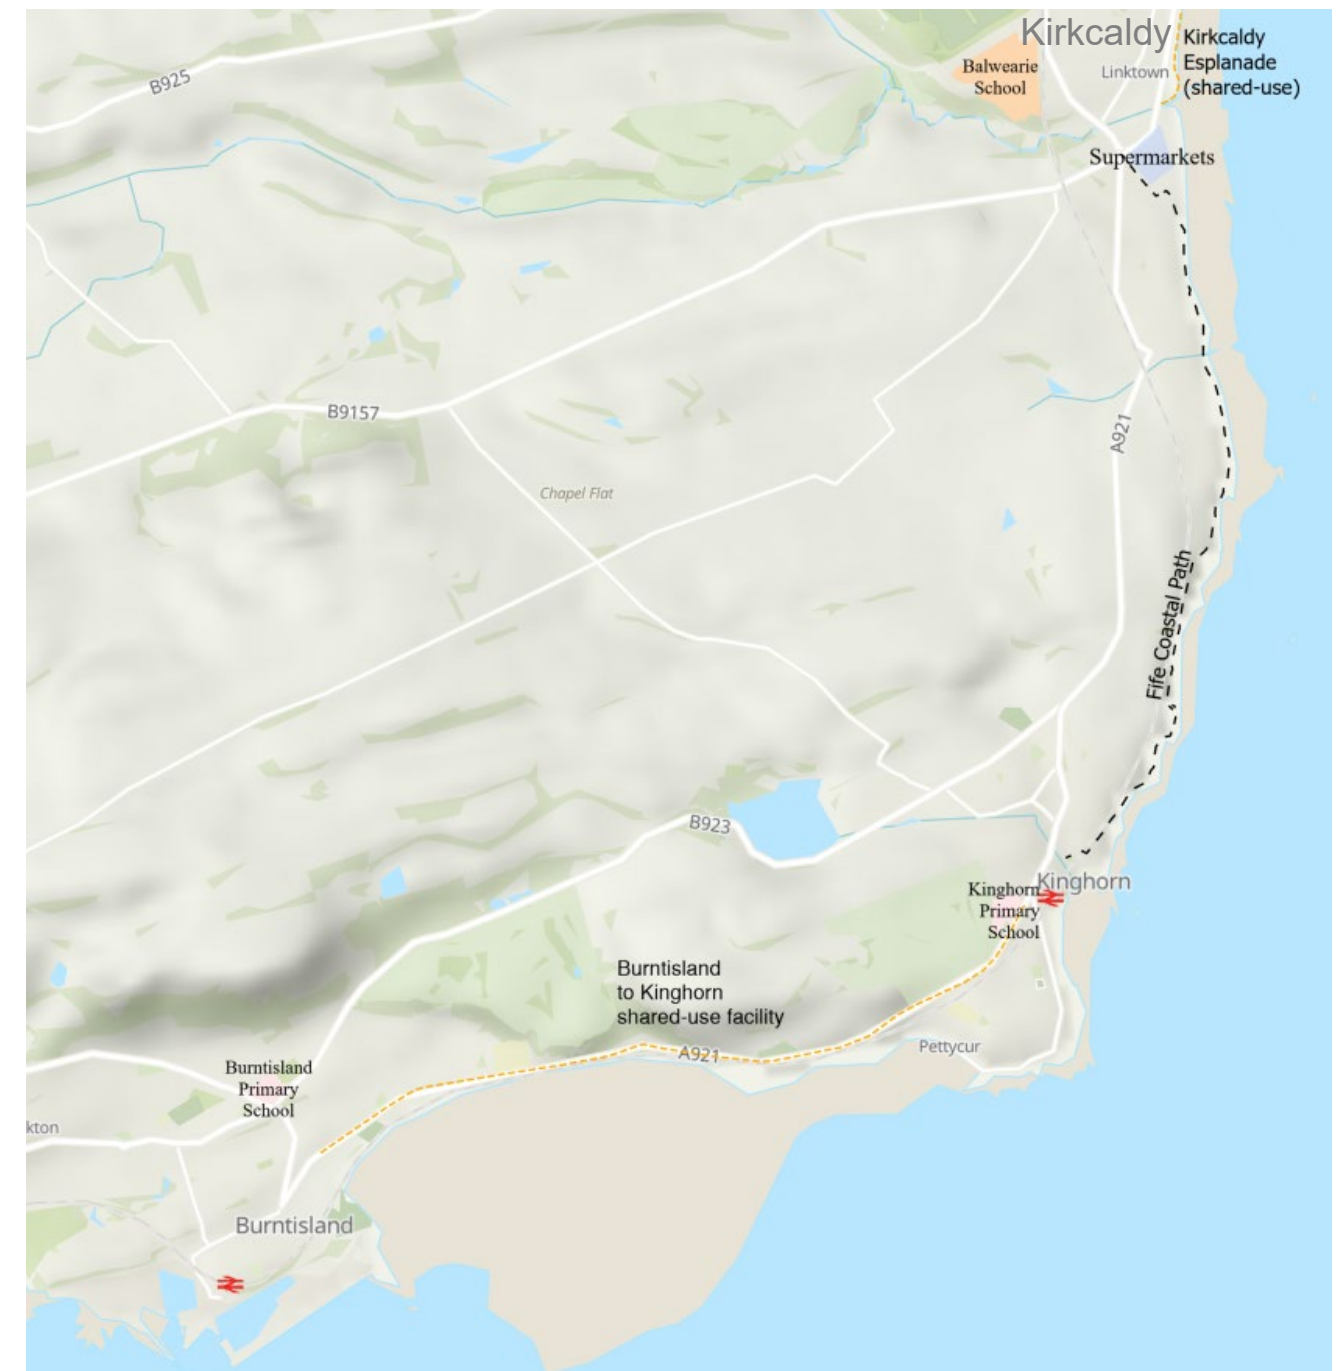 Kirkcaldy
Kirkcaldy
Esplanade
(shared-use)
Balwearie
School
Linktown
B925
Supermarkets
B9157
A921
Chapel Flat
Fife Coastal Path
B923
Kinghorn
Kinghorn
Primary
School
Burntisland
to Kinghorn
shared-use facility
A921
Pettycur
Burntisland
Primary
School
kton
Burntisland